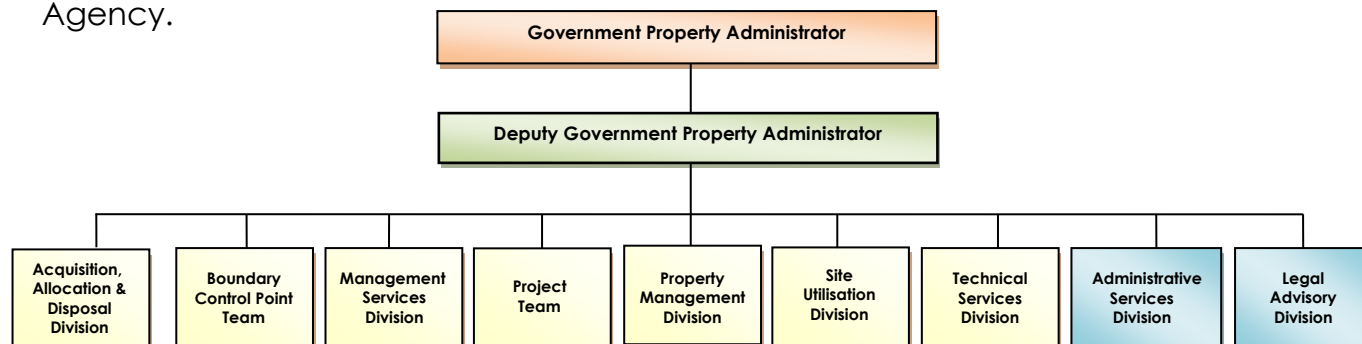 Agency.
Government Property Administrator
Deputy Government Property Administrator
Acquisition,
Allocation &
Disposal
Division
Boundary
Control Point
Team
Management
Services
Division
Project
Team
Property
Management
Division
Site
Utilisation
Division
Technical
Services
Division
Administrative
Services
Division
Legal
Advisory
Division